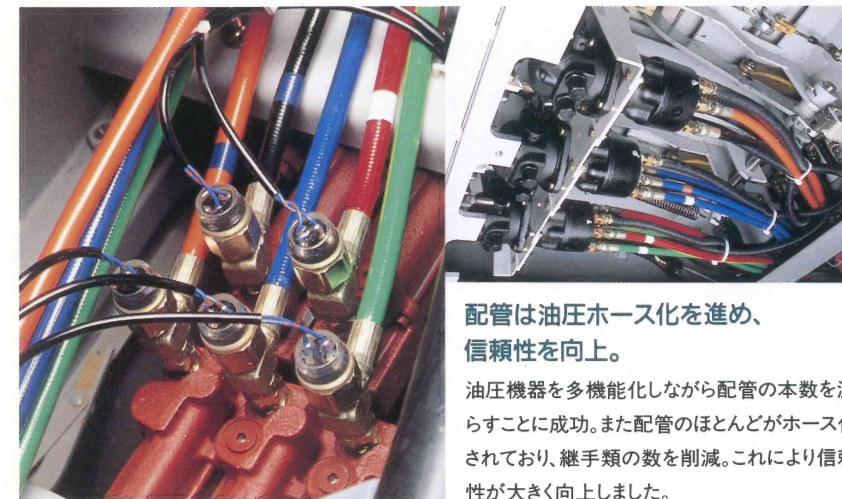 配管は油圧ホース化を進め、
信頼性を向上。
油圧機器を多機能化しながら配管の本数を
らすことに成功。また配管のほとんどがホース
されており、継手類の数を削減。これにより信
性が大きく向上しました。